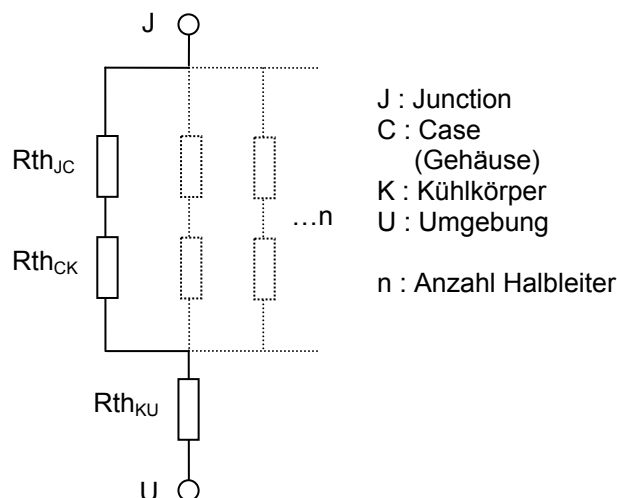 J
Rth_JC
Rth_CK
...n
Rth_KU
U
J : Junction
C : Case
(Gehäuse)
K : Kühlkörper
U : Umgebung
n : Anzahl Halbleiter